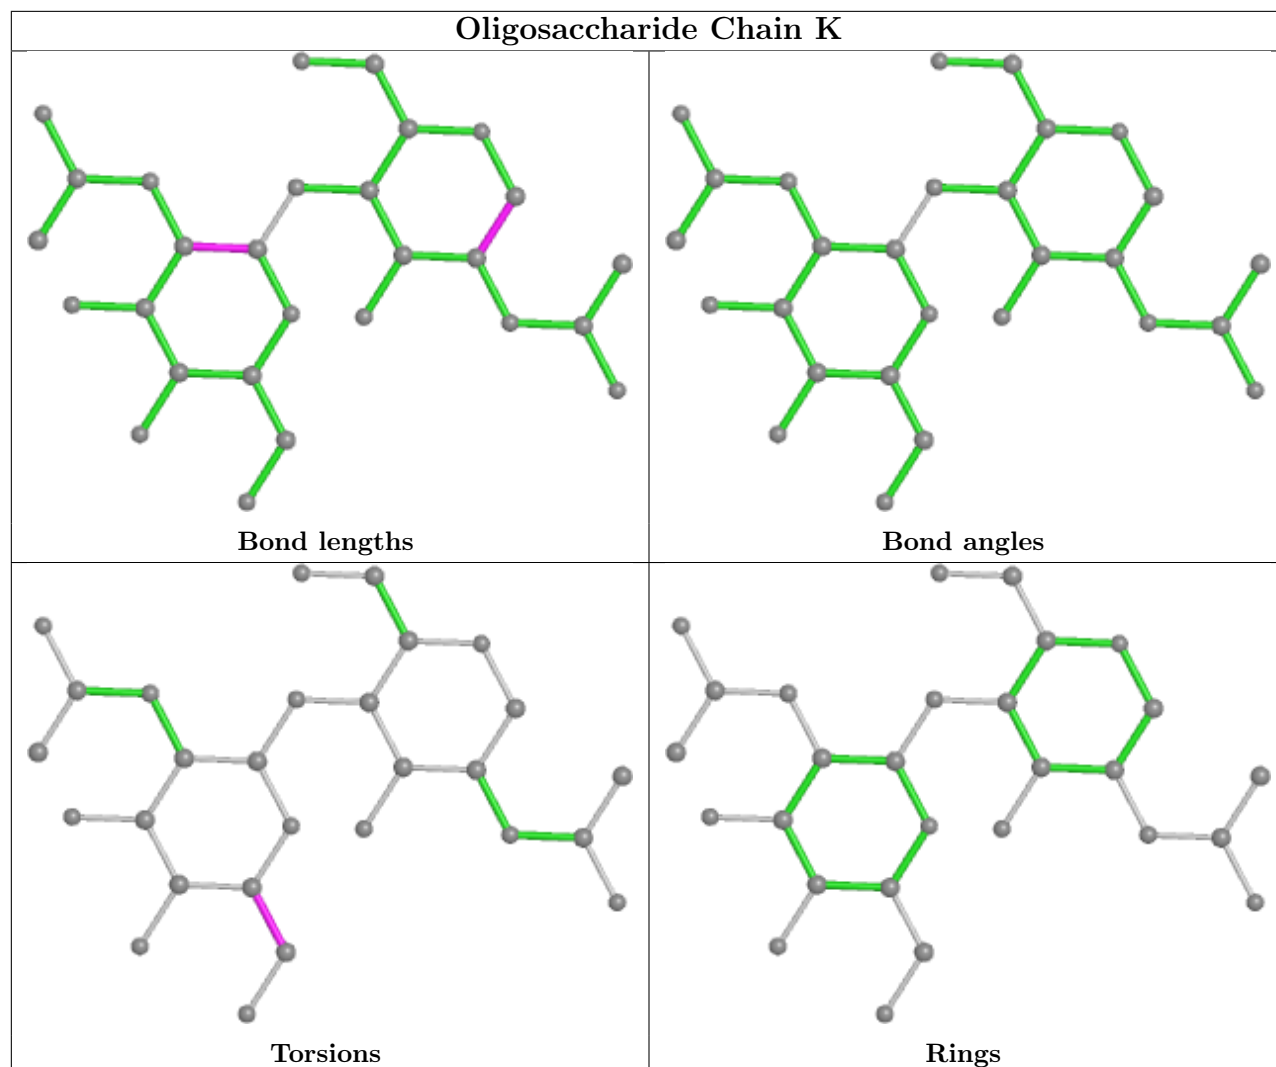 Oligosaccharide Chain K
Bond lengths
Bond angles
Torsions
Rings